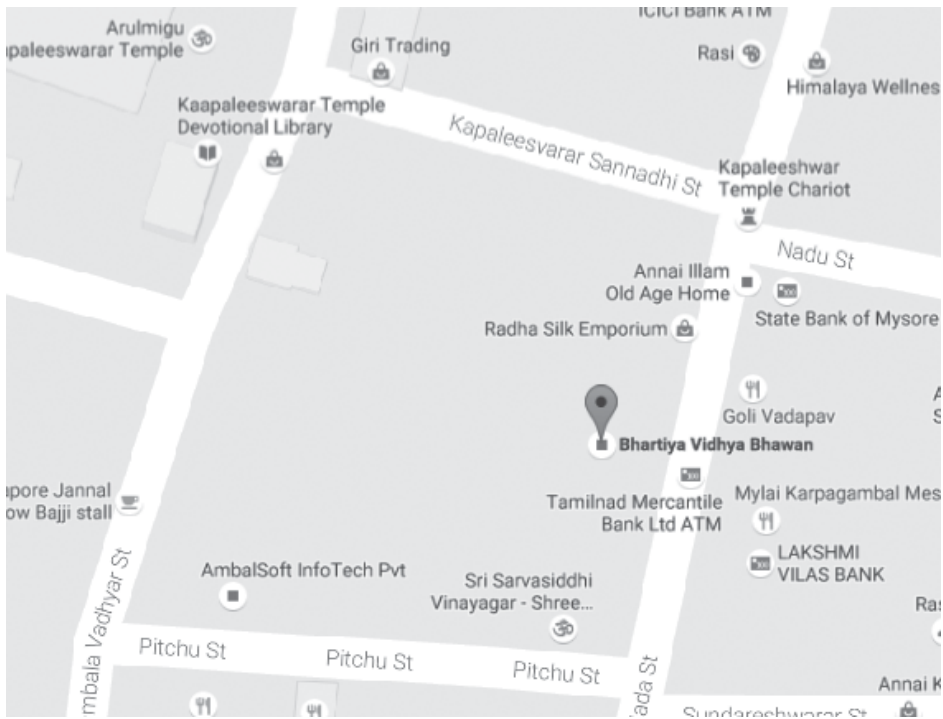 ICICI Bank ATM
Arulmigu
apaleeswarar Temple
Giri Trading
Rasi
Himalaya Wellnes
Kaapaleeswarar Temple
Devotional Library
Kapaleesvarar Sannadhi St
Kapaleeshwar
Temple Chariot
Nadu St
Annai Illam
Old Age Home
State Bank of Mysore
Radha Silk Emporium
Goli Vadapav
Bhartiya Vidhya Bhawan
apore Jannal
ow Bajji stall
Tamilnad Mercantile
Bank Ltd ATM
Mylai Karpagambal Mes
LAKSHMI
VILAS BANK
AmbalSoft InfoTech Pvt
Sri Sarvasiddhi
Vinayagar - Shree...
Ras
mbala Vadhyar St
Pitchu St
Pitchu St
Pitchu St
ada St
Annai K
Sundareshwarar St